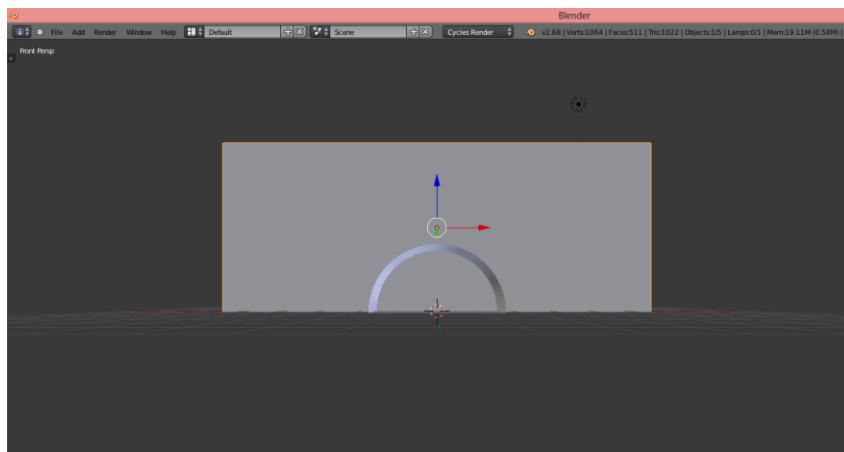 Blender
File Add Render Window Help Default Scene Cycles Render v2.68 | Verts:1064 | Faces:511 | Tris:1022 | Objects:1/5 | Lamps:0/1 | Mem:19.11M (0.58M) |
Front Persp